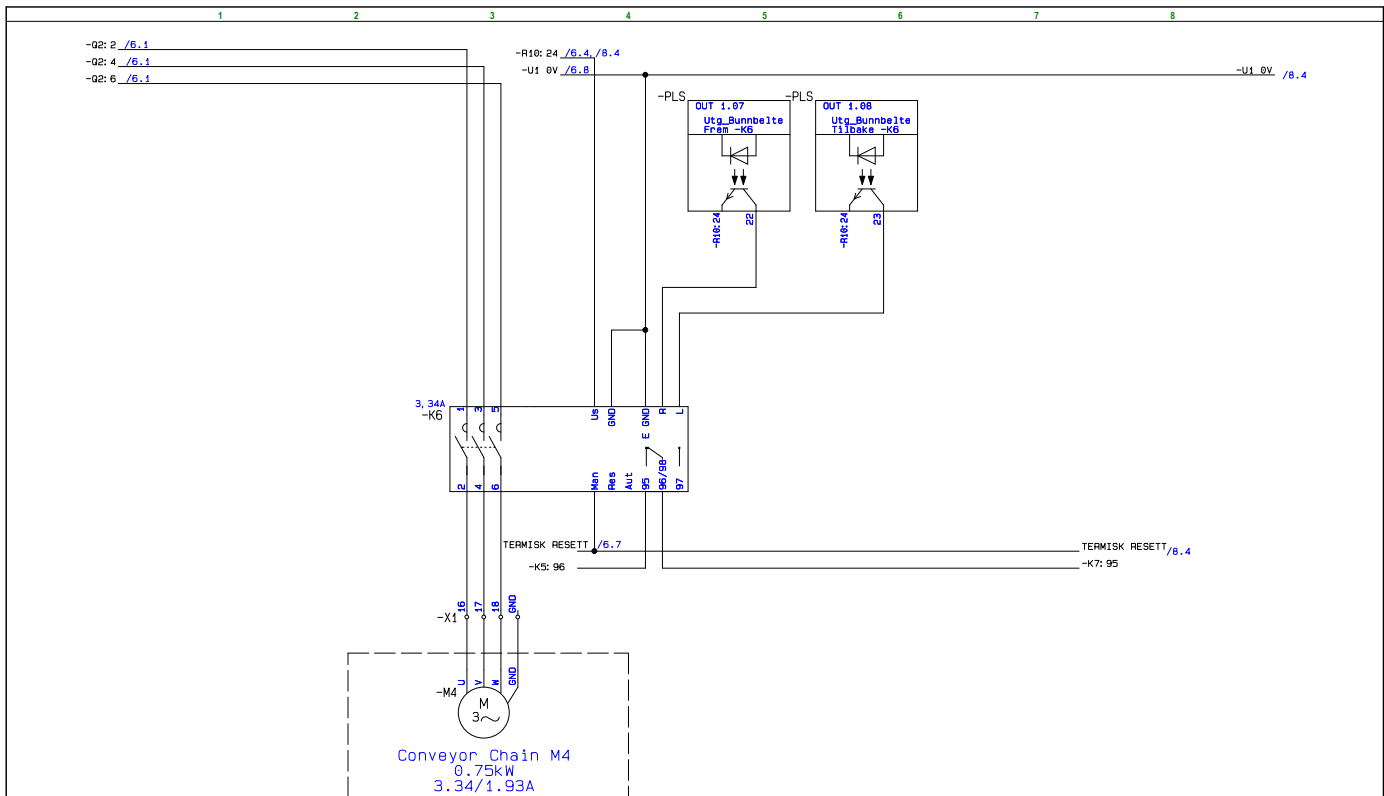 1 2 3 4 5 6 7 8
-Q2:2 /6.1
-Q2:4 /6.1
-Q2:6 /6.1
-R10:24 /6.4,/8.4
-U1 0V /6.8
-U1 0V /8.4
-PLS
OUT 1.07
Utg_Bunnbelte
Frem -K6
-R10:24
22
-PLS
OUT 1.08
Utg_Bunnbelte
Tilbake -K6
-R10:24
23
3,34A
-K6
1 3 5 Us GND E GND R L
2 4 6 Man Res Aut 95 96/98 97
TERMISK RESETT /6.7
TERMISK RESETT /8.4
-K5:96
-K7:95
-X1 16 17 18 GND
-M4 U V W GND
M
3~
Conveyor Chain M4
0.75kW
3.34/1.93A